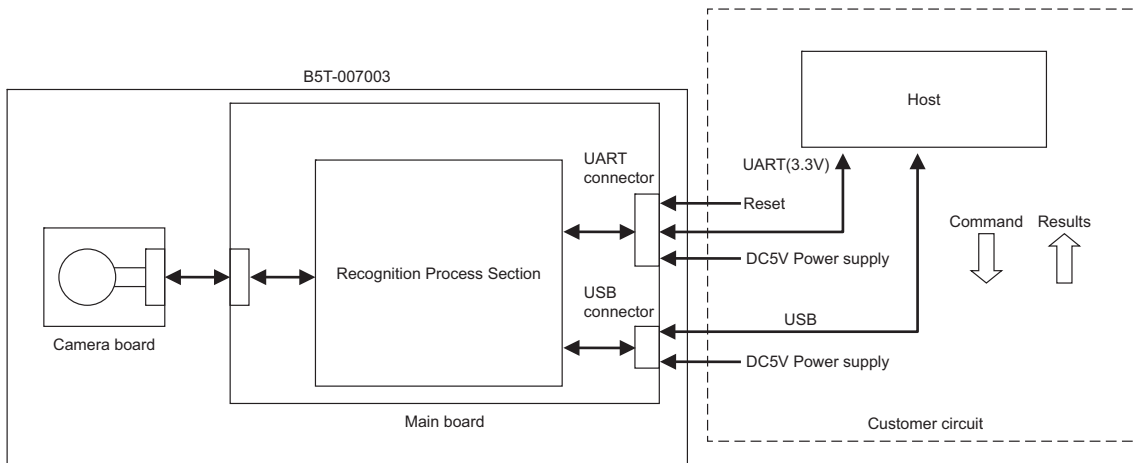 B5T-007003
Host
UART
connector
UART(3.3V)
Reset
Command
Results
Recognition Process Section
DC5V Power supply
USB
connector
USB
Camera board
DC5V Power supply
Main board
Customer circuit